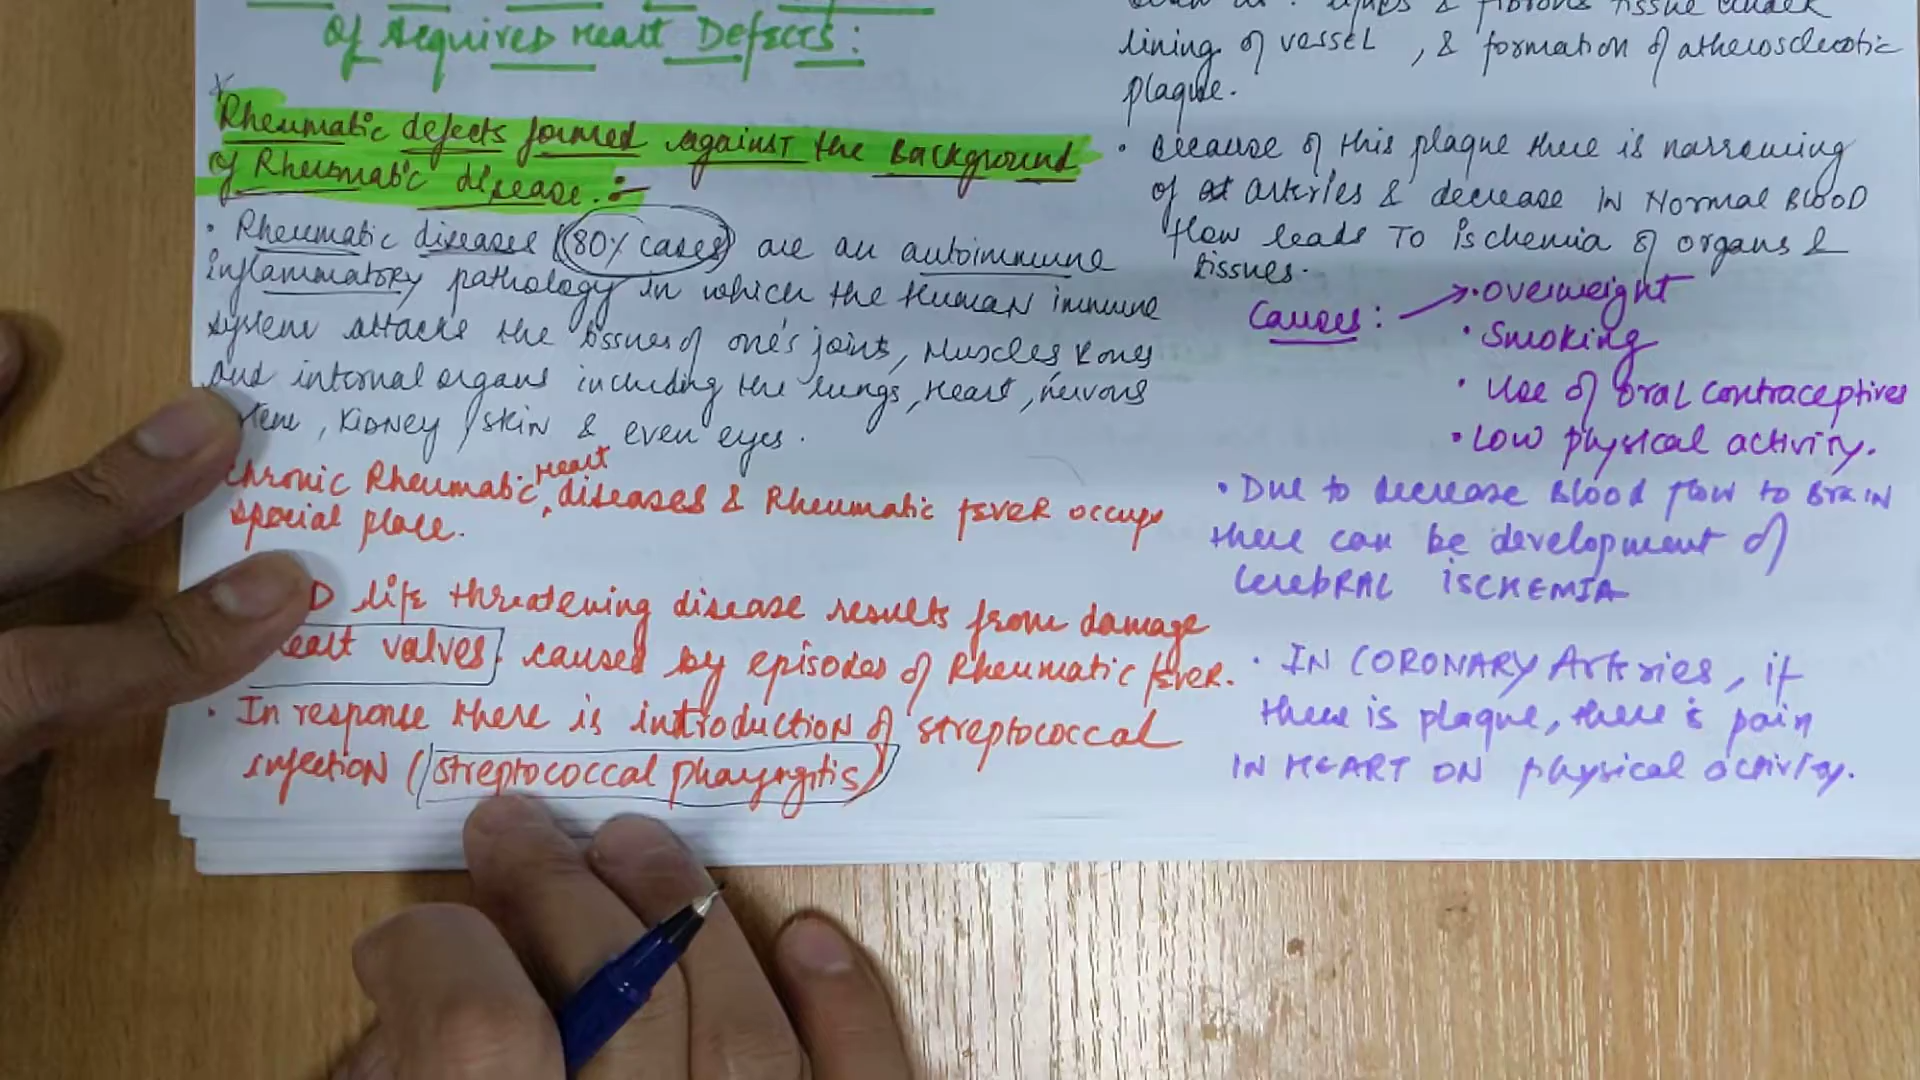 of Acquired Heart Defects:
Rheumatic defects formed against the Background
of Rheumatic disease.:-
• Rheumatic diseases (80% cases) are an autoimmune
inflammatory pathology in which the Human immune
system attacks the tissues of one's joints, Muscles Bones
and internal organs including the lungs, Heart, nervous
, Kidney, skin & even eyes.
chronic Rheumatic Heart diseases & Rheumatic fever occupy
special place.
D life threatening disease results from damage
heart valves. caused by episodes of Rheumatic fever.
• In response there is introduction of streptococcal
infection (streptococcal pharyngitis)
& fibrous tissue under
lining of vessel, & formation of atherosclerotic
plaque.
• Because of this plaque there is narrowing
of arteries & decrease in Normal Blood
flow leads To ischemia of organs &
tissues.
Causes: → • overweight
• Smoking
• Use of oral contraceptives
• Low physical activity.
• Due to decrease Blood flow to Brain
there can be development of
Cerebral ischemia
• In Coronary Arteries, if
there is plaque, there is pain
in Heart on physical activity.